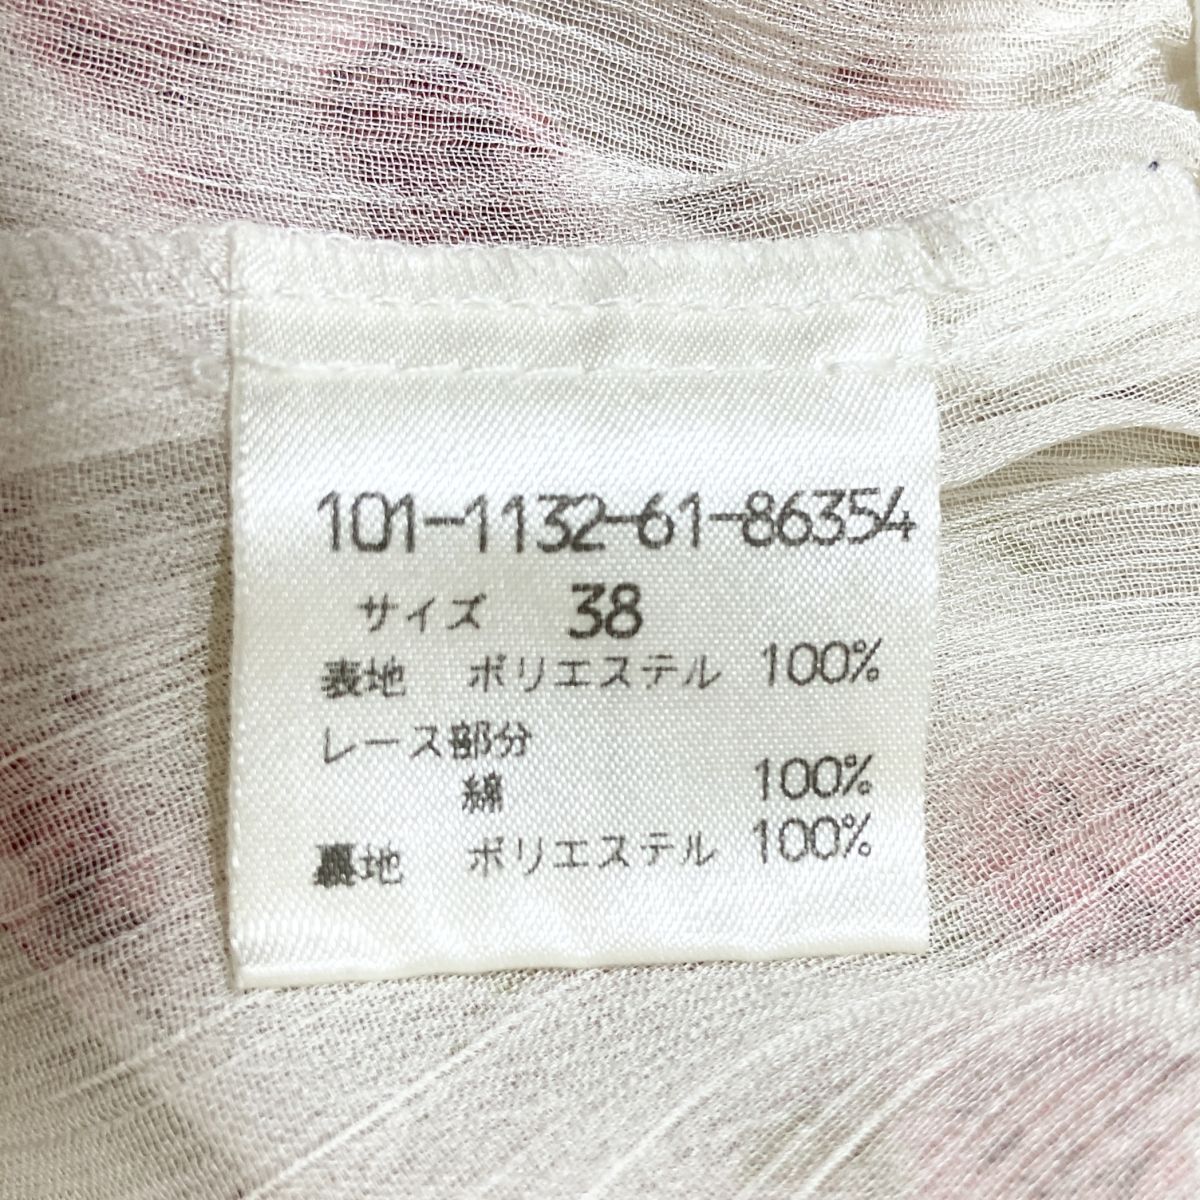 101-1132-61-86354
サイズ 38
表地 ポリエステル 100%
レース部分
綿 100%
裏地 ポリエステル 100%